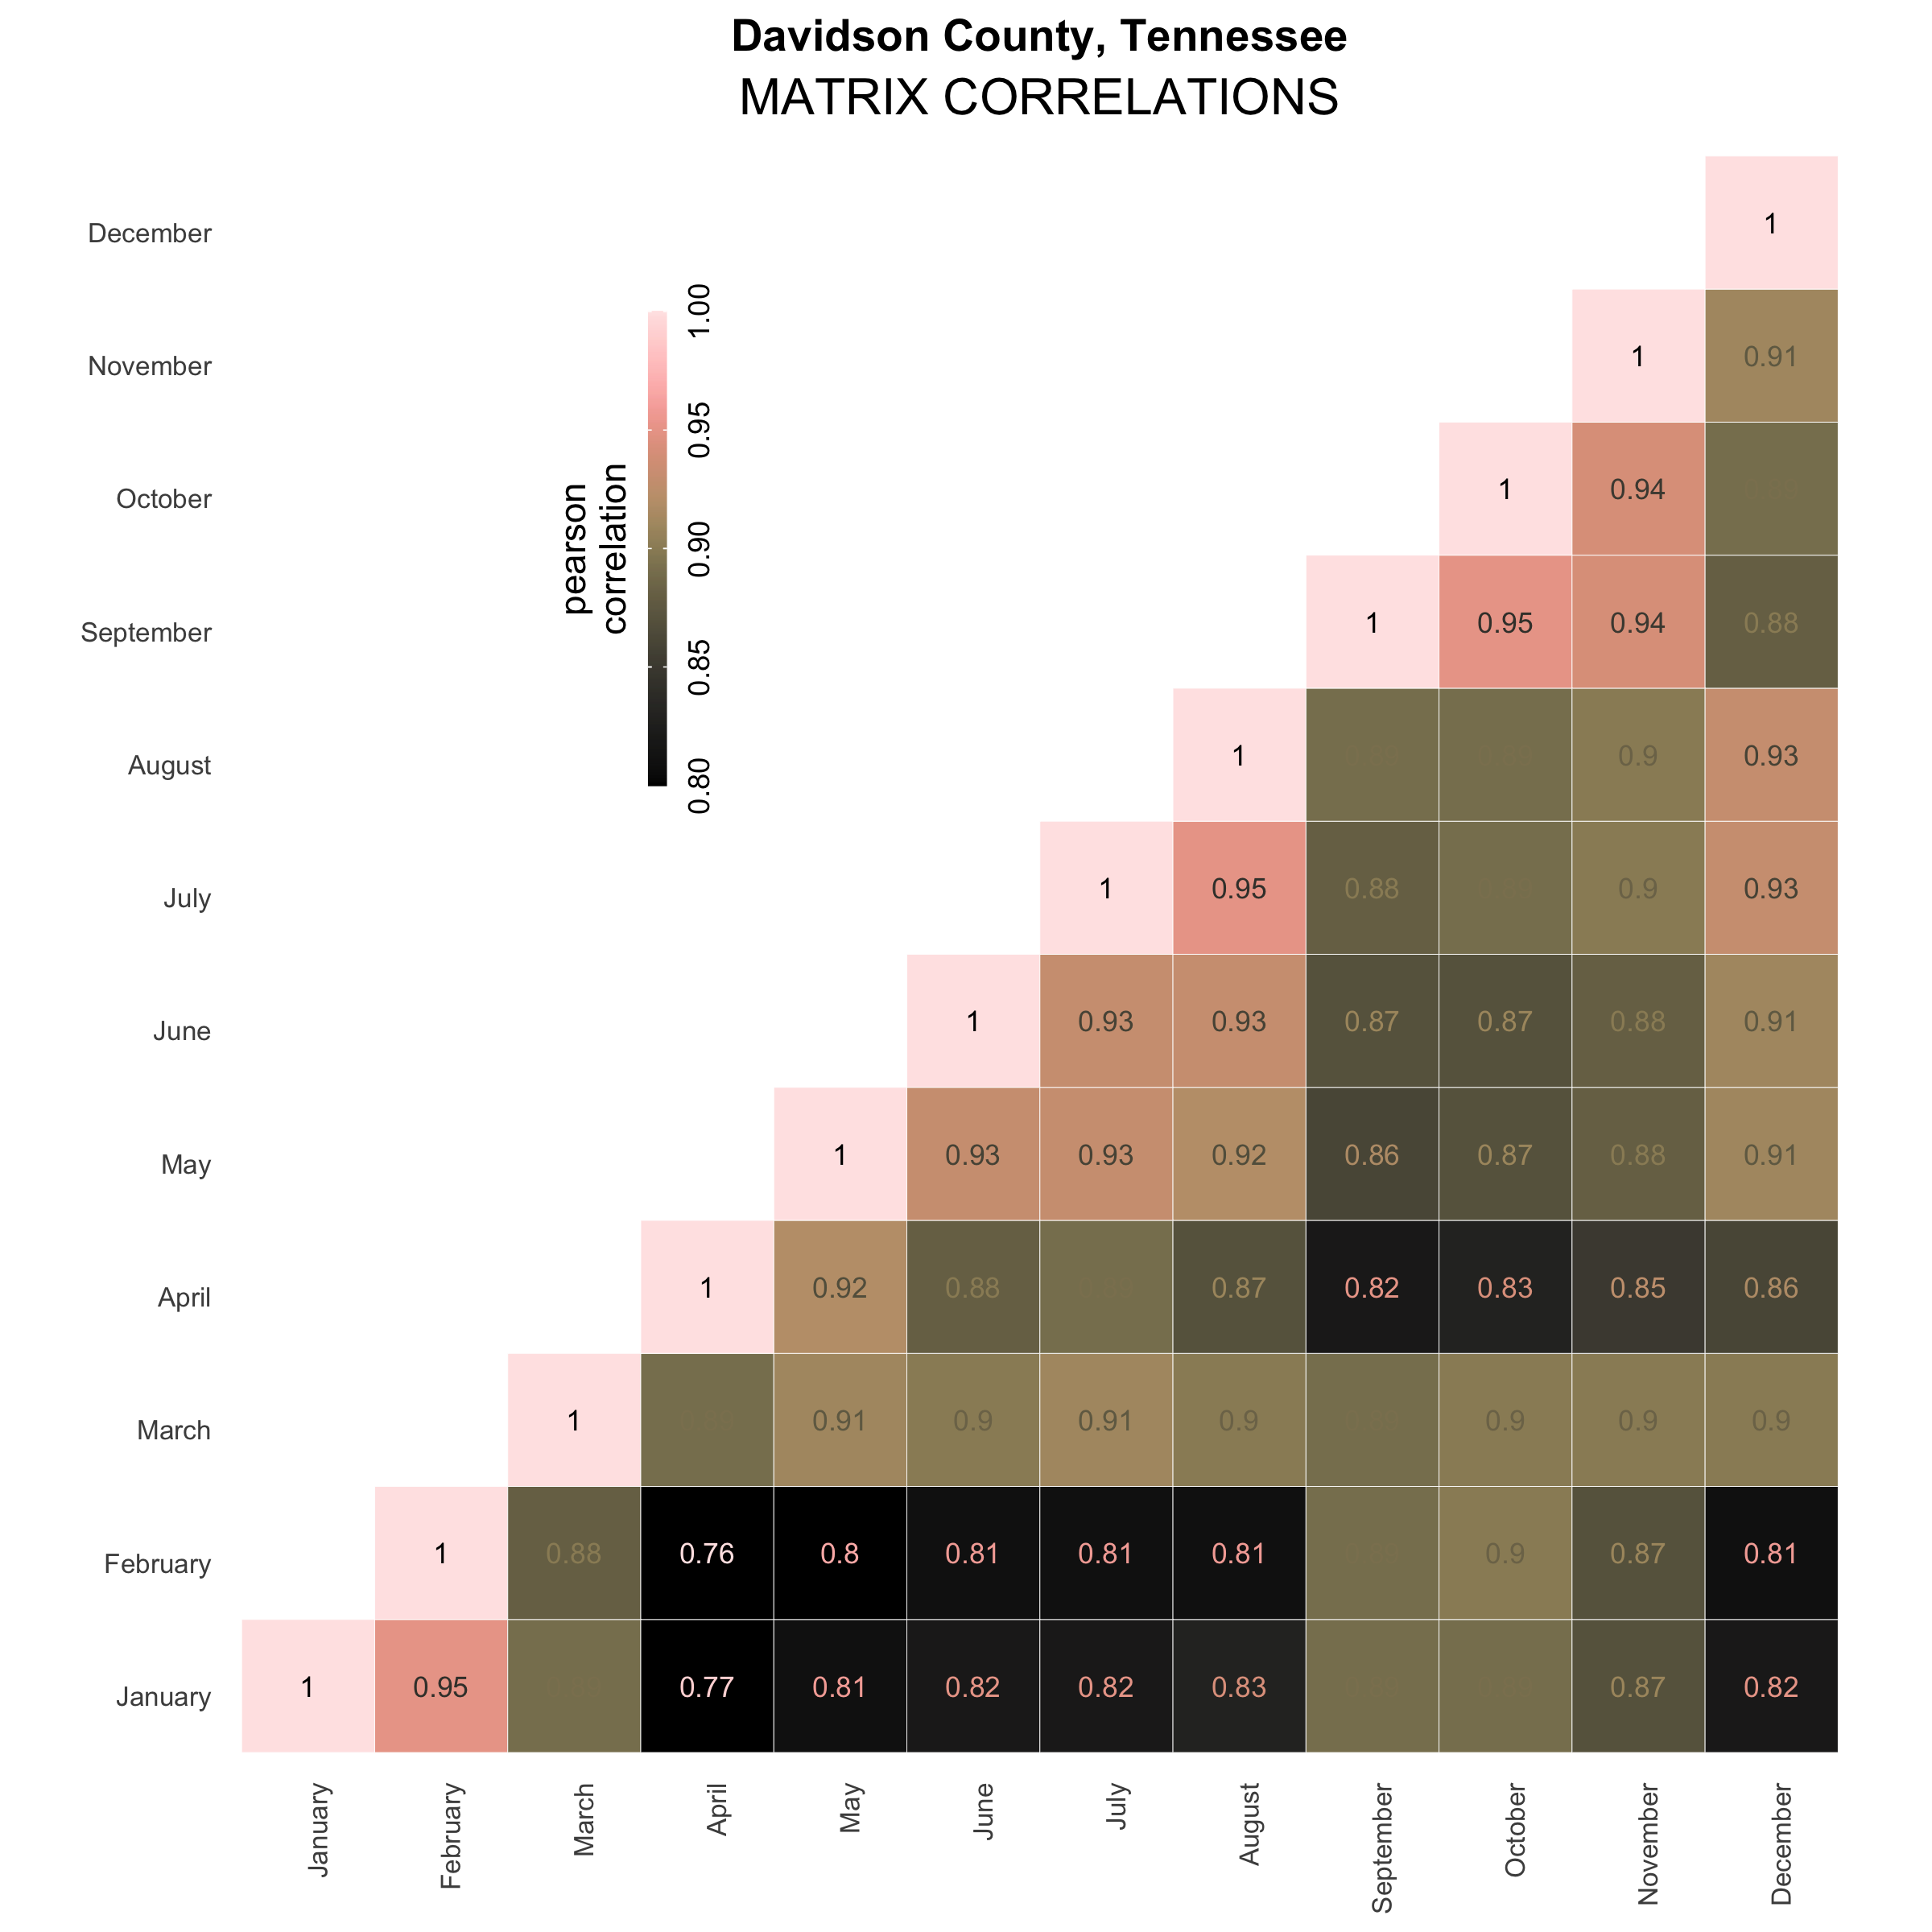 Davidson County, Tennessee
MATRIX CORRELATIONS
December
1
November
1
0.91
October
1
0.94
September
1
0.95
0.94
0.88
August
1
0.9
0.93
July
1
0.95
0.88
0.9
0.93
June
1
0.93
0.93
0.87
0.87
0.88
0.91
May
1
0.93
0.93
0.92
0.86
0.87
0.88
0.91
April
1
0.92
0.88
0.87
0.82
0.83
0.85
0.86
March
1
0.91
0.9
0.91
0.9
0.9
0.9
0.9
February
1
0.88
0.76
0.8
0.81
0.81
0.81
0.9
0.87
0.81
January
1
0.95
0.77
0.81
0.82
0.82
0.83
0.87
0.82
pearson
correlation
1.00
0.95
0.90
0.85
0.80
January
February
March
April
May
June
July
August
September
October
November
December